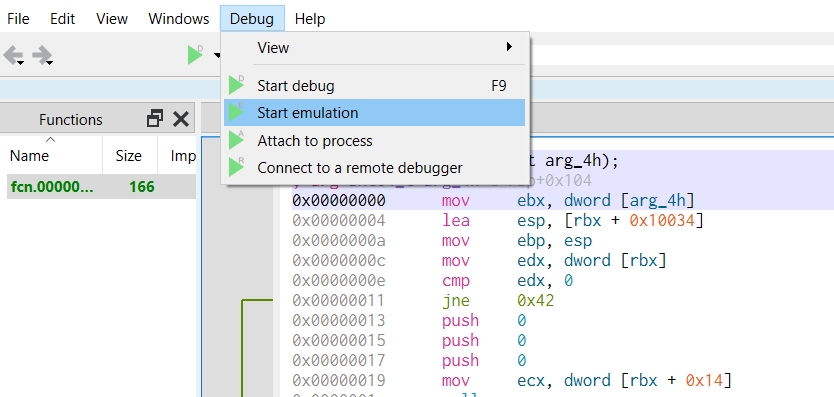 File Edit View Windows Debug Help
View
Start debug F9
Start emulation
Attach to process
Connect to a remote debugger
Functions
Name Size Imp
fcn.00000... 166
arg_4h);
+0x104
0x00000000 mov ebx, dword [arg_4h]
0x00000004 lea esp, [rbx + 0x10034]
0x0000000a mov ebp, esp
0x0000000c mov edx, dword [rbx]
0x0000000e cmp edx, 0
0x00000011 jne 0x42
0x00000013 push 0
0x00000015 push 0
0x00000017 push 0
0x00000019 mov ecx, dword [rbx + 0x14]